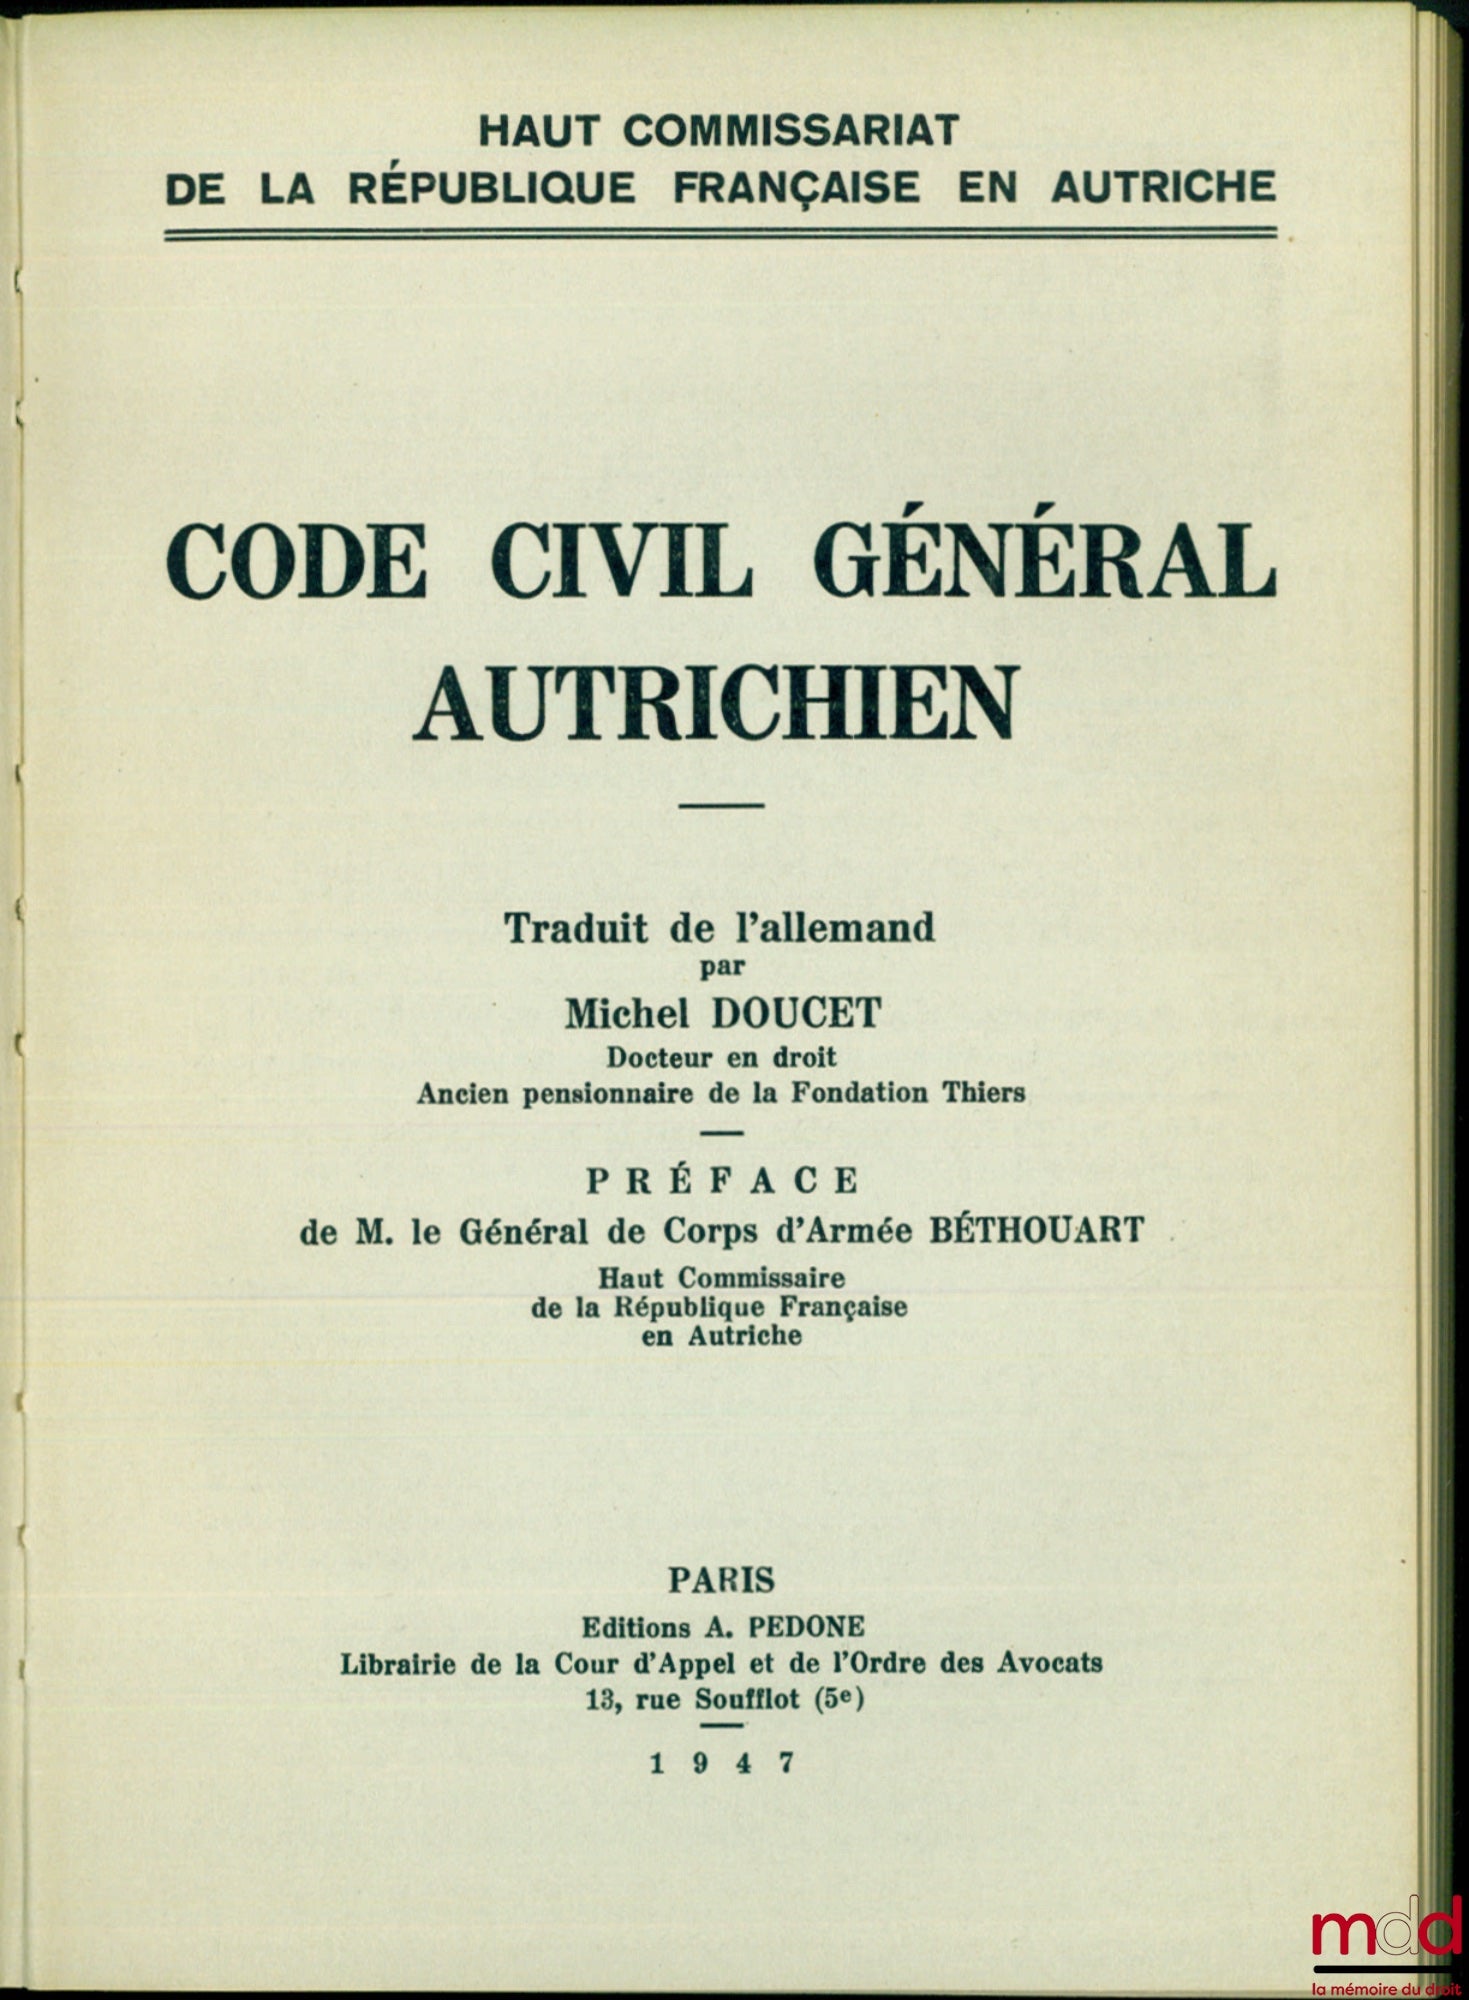 HAUT COMMISSARIAT
DE LA RÉPUBLIQUE FRANÇAISE EN AUTRICHE
CODE CIVIL GÉNÉRAL
AUTRICHIEN
Traduit de l'allemand
par
Michel DOUCET
Docteur en droit
Ancien pensionnaire de la Fondation Thiers
PRÉFACE
de M. le Général de Corps d'Armée BÉTHOUART
Haut Commissaire
de la République Française
en Autriche
PARIS
Editions A. PEDONE
Librairie de la Cour d'Appel et de l'Ordre des Avocats
13, rue Soufflot (5e)
1947
mdd
la mémoire du droit